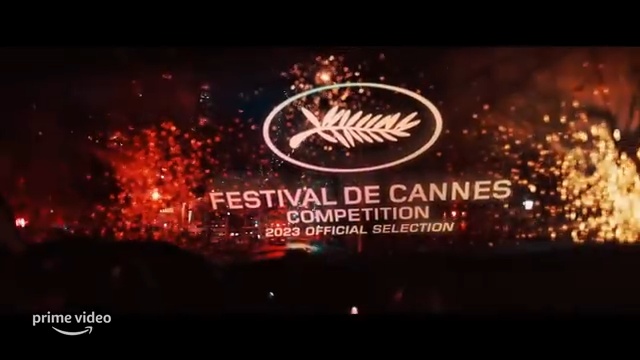 FESTIVAL DE CANNES
COMPETITION
2023 OFFICIAL SELECTION
prime video